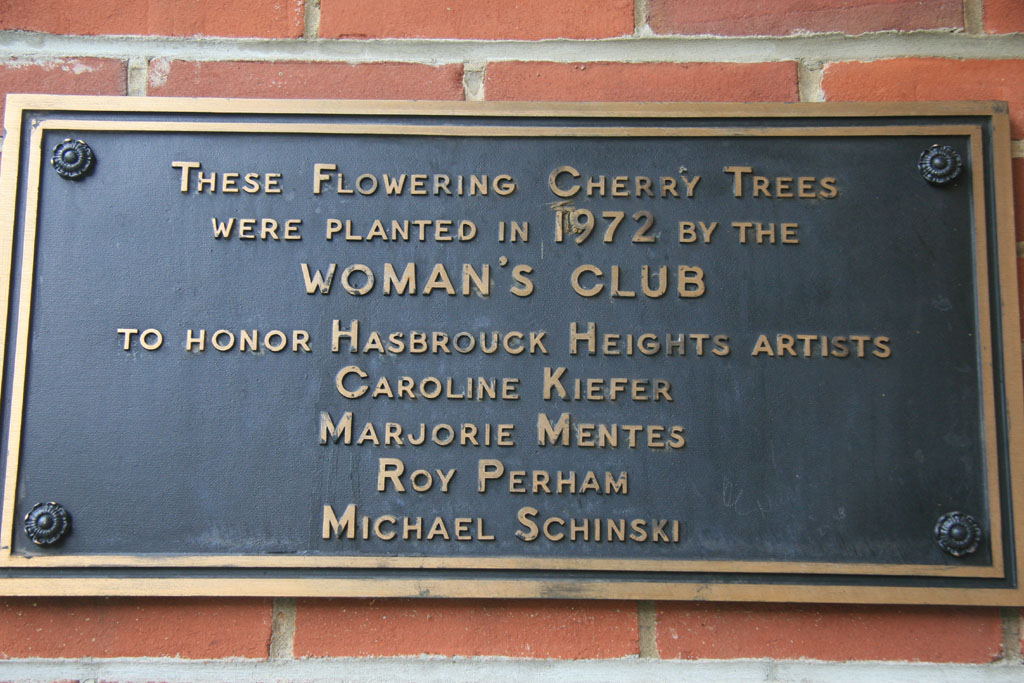 These Flowering Cherry Trees
were planted in 1972 by the
WOMAN'S CLUB
to honor Hasbrouck Heights artists
Caroline Kiefer
Marjorie Mentes
Roy Perham
Michael Schinski